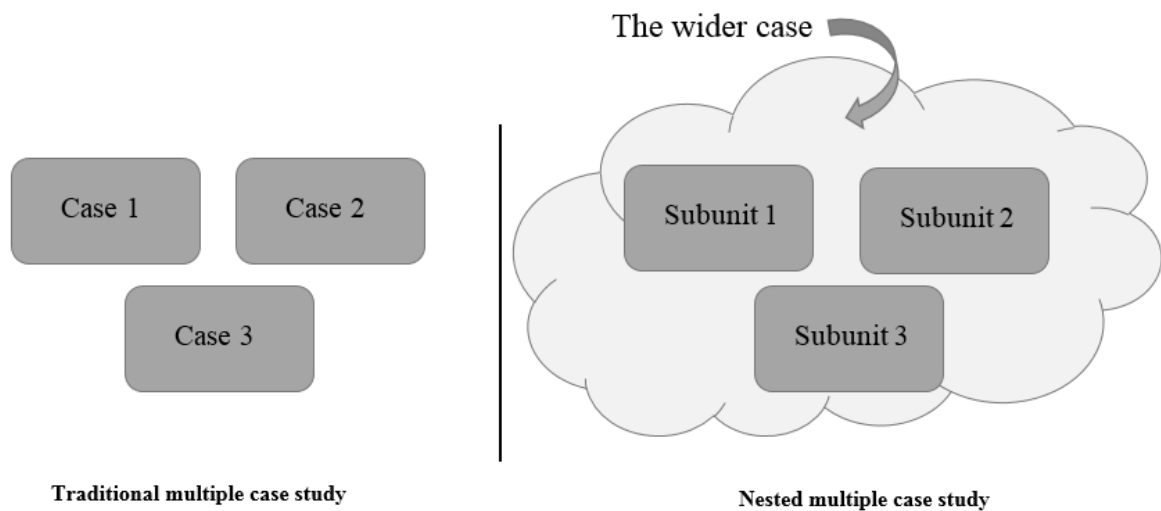 The wider case
Case 1
Case 2
Case 3
Subunit 1
Subunit 2
Subunit 3
Traditional multiple case study
Nested multiple case study